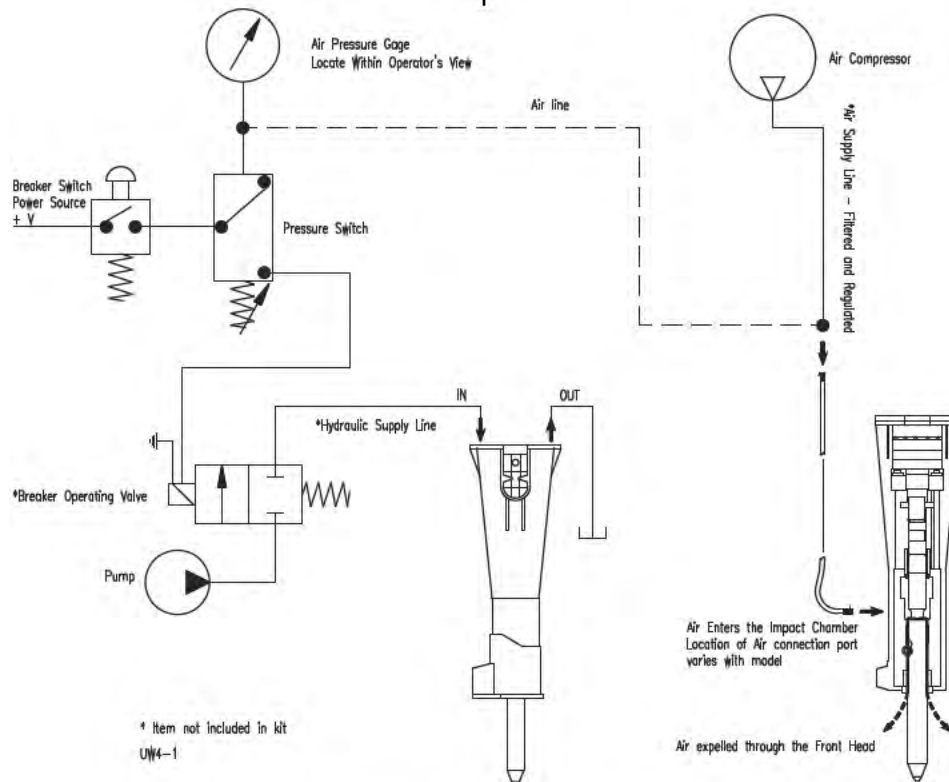 Air Pressure Gage
Locate Within Operator's View
Air Compressor
Air line
*Air Supply Line - Filtered and Regulated
Breaker Switch
Power Source
+ V
Pressure Switch
IN
OUT
*Hydraulic Supply Line
*Breaker Operating Valve
Pump
Air Enters the Impact Chamber
Location of Air connection port
varies with model
* Item not included in kit
UW4-1
Air expelled through the Front Head